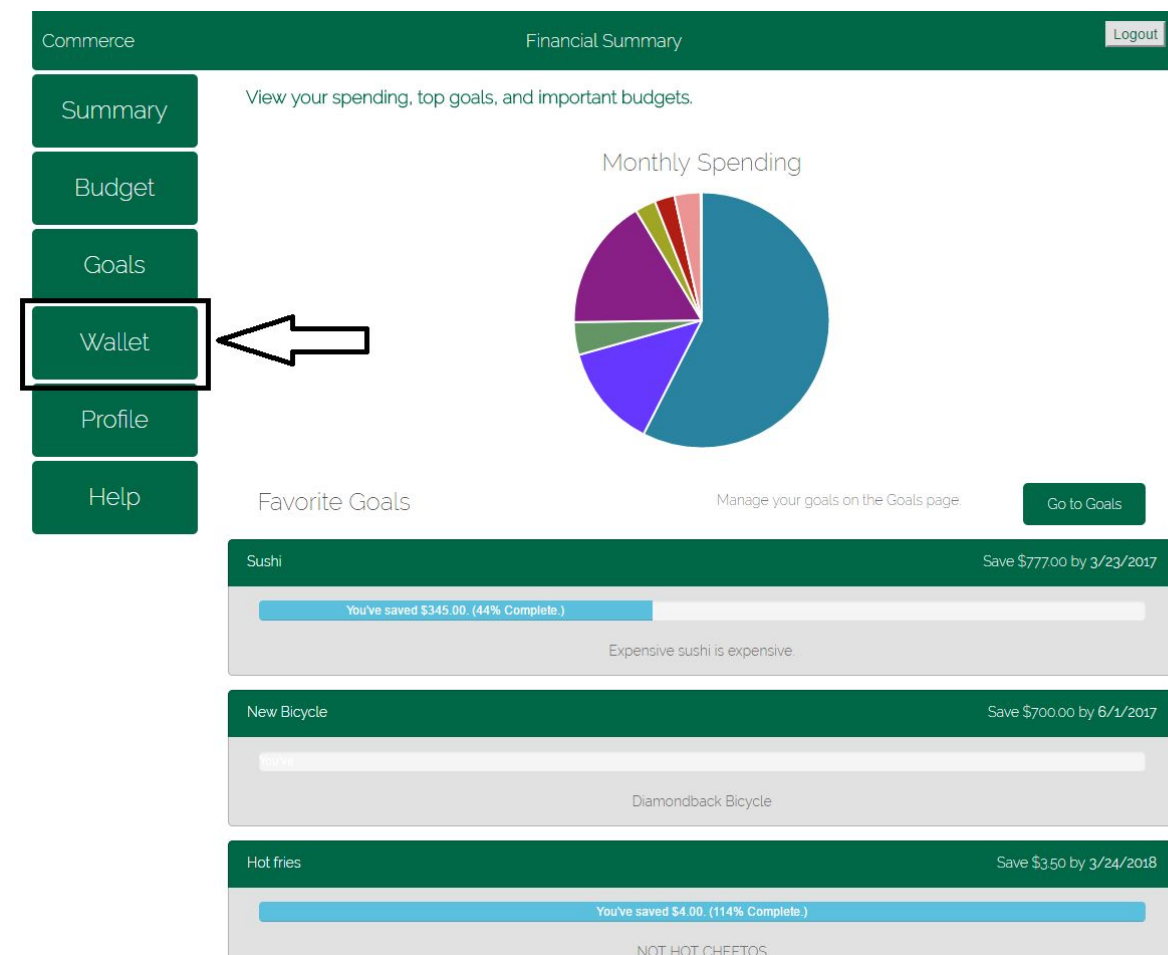 Commerce
Financial Summary
Logout
Summary
Budget
Goals
Wallet
Profile
Help
View your spending, top goals, and important budgets.
Monthly Spending
Favorite Goals
Manage your goals on the Goals page.
Go to Goals
Sushi
Save $777.00 by 3/23/2017
You've saved $345.00. (44% Complete.)
Expensive sushi is expensive.
New Bicycle
Save $700.00 by 6/1/2017
You've
Diamondback Bicycle
Hot fries
Save $3.50 by 3/24/2018
You've saved $4.00. (114% Complete.)
NOT HOT CHEETOS